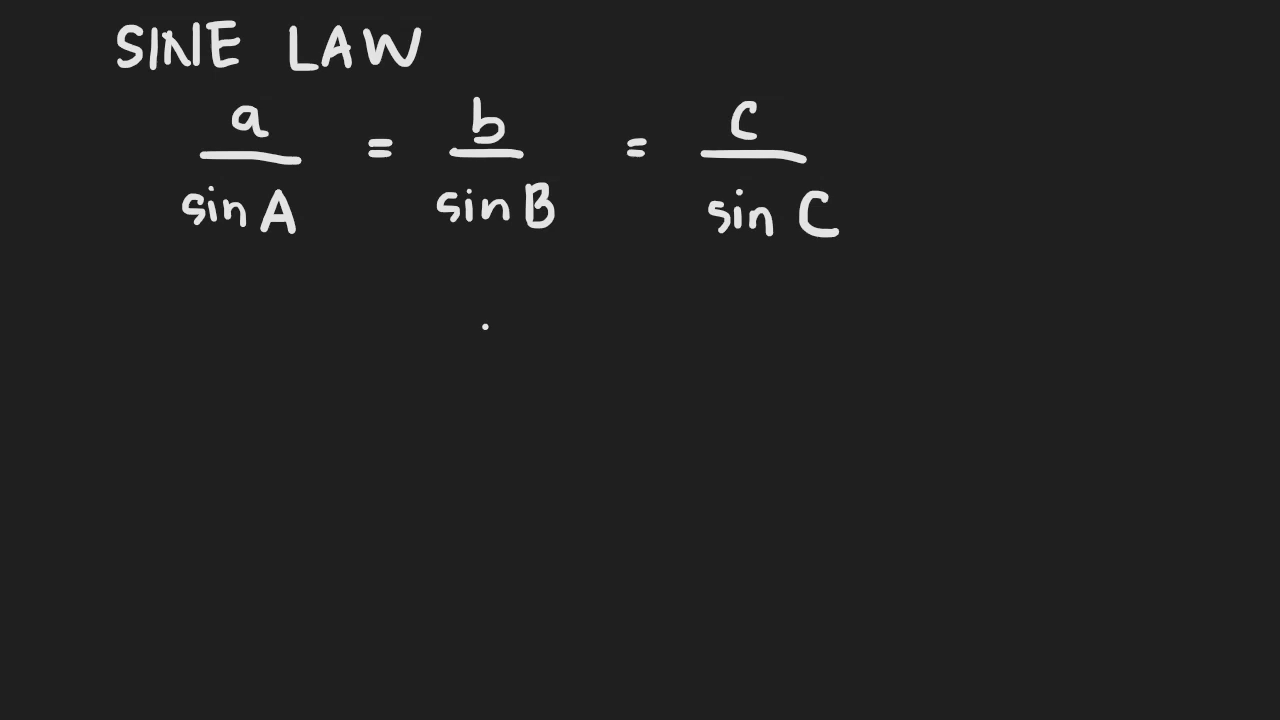 SINE LAW
a/sin A = b/sin B = c/sin C